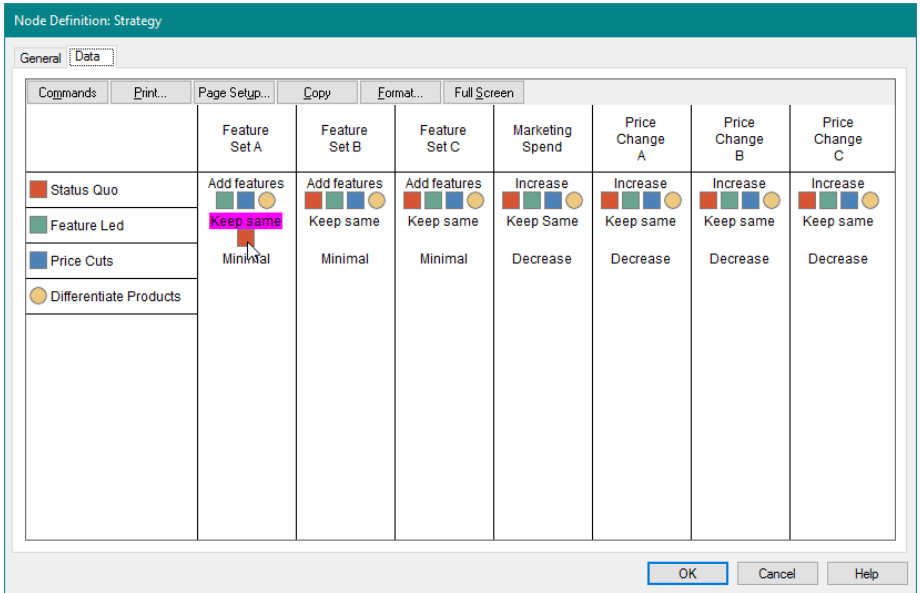 Node Definition: Strategy
General Data
Commands Print... Page Setup... Copy Format... Full Screen
Feature Set A
Feature Set B
Feature Set C
Marketing Spend
Price Change A
Price Change B
Price Change C
Status Quo
Feature Led
Price Cuts
Differentiate Products
Add features Add features Add features Increase Increase Increase Increase
Keep same Keep same Keep same Keep Same Keep same Keep same Keep same
Minimal Minimal Minimal Decrease Decrease Decrease Decrease
OK Cancel Help